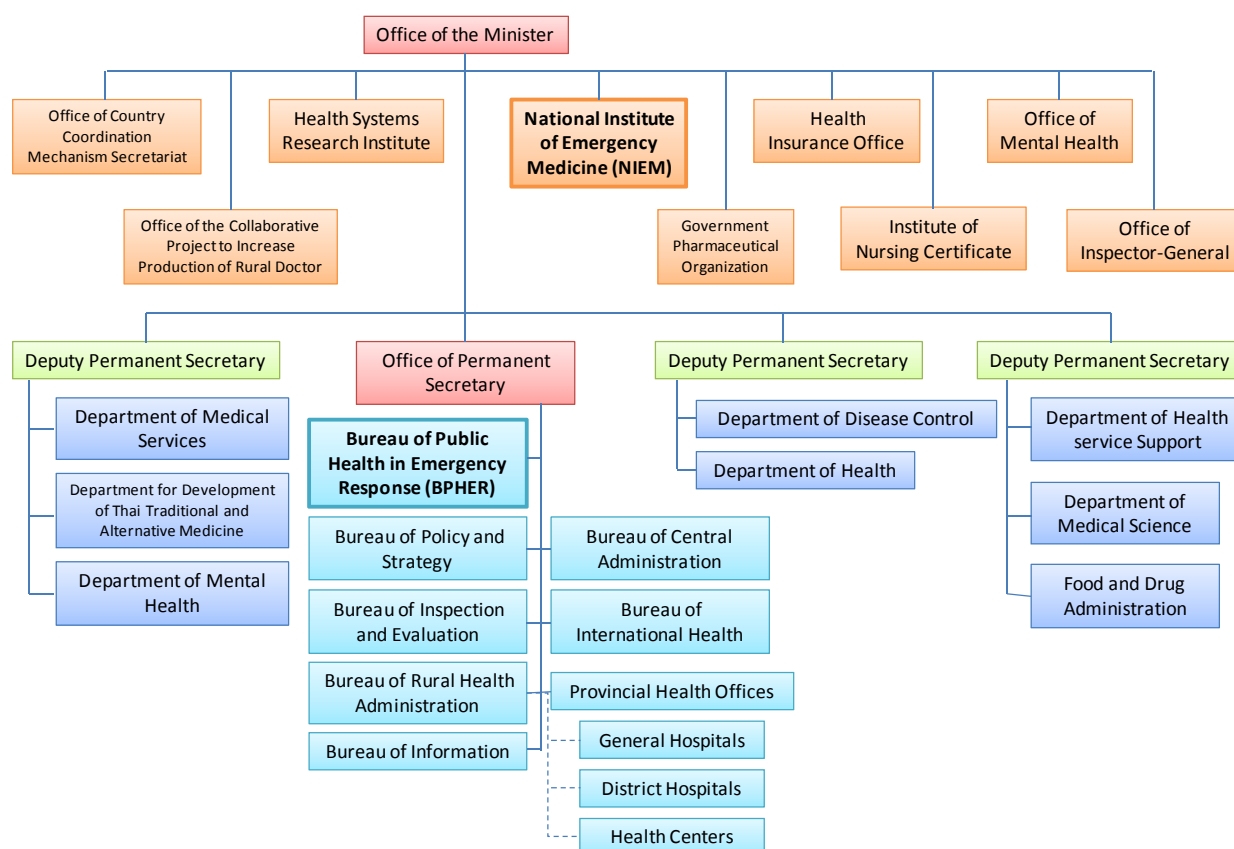 Office of the Minister
Office of Country
Coordination
Mechanism Secretariat
Health Systems
Research Institute
National Institute
of Emergency
Medicine (NIEM)
Health
Insurance Office
Office of
Mental Health
Office of the Collaborative
Project to Increase
Production of Rural Doctor
Government
Pharmaceutical
Organization
Institute of
Nursing Certificate
Office of
Inspector-General
Deputy Permanent Secretary
Department of Medical
Services
Department for Development
of Thai Traditional and
Alternative Medicine
Department of Mental
Health
Office of Permanent
Secretary
Bureau of Public
Health in Emergency
Response (BPHER)
Bureau of Policy and
Strategy
Bureau of Central
Administration
Bureau of Inspection
and Evaluation
Bureau of
International Health
Bureau of Rural Health
Administration
Provincial Health Offices
General Hospitals
Bureau of Information
District Hospitals
Health Centers
Deputy Permanent Secretary
Department of Disease Control
Department of Health
Deputy Permanent Secretary
Department of Health
service Support
Department of
Medical Science
Food and Drug
Administration